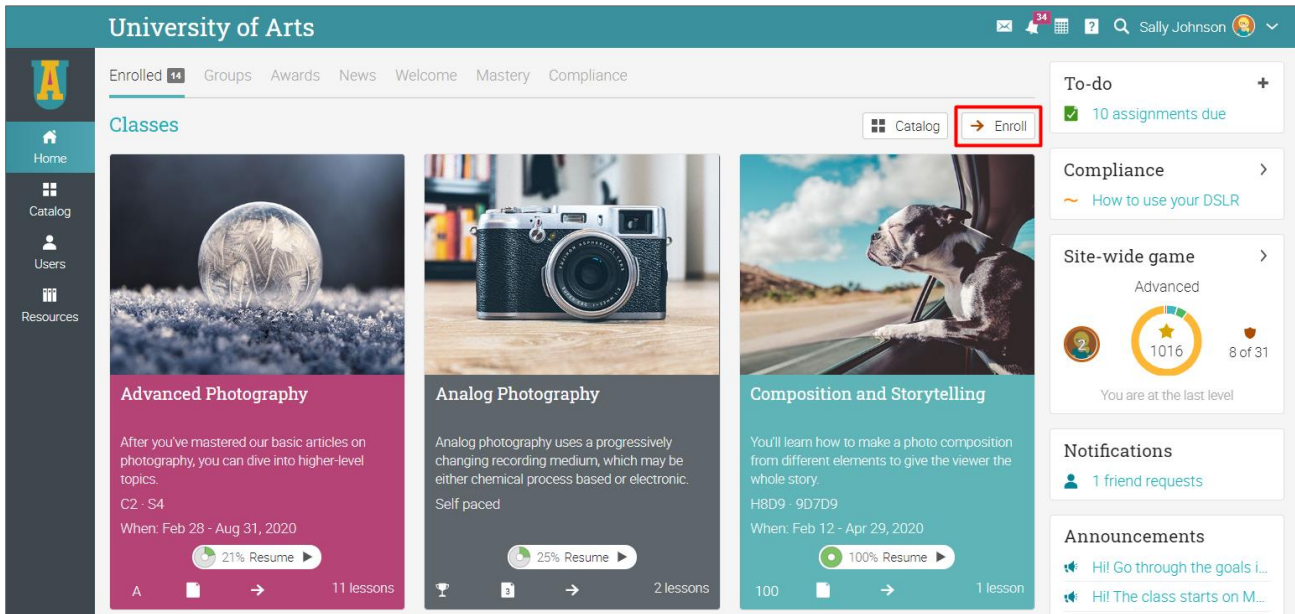 University of Arts
34
Sally Johnson
Home
Catalog
Users
Resources
Enrolled 14 Groups Awards News Welcome Mastery Compliance
Classes
Catalog
Enroll
Advanced Photography
After you've mastered our basic articles on
photography, you can dive into higher-level
topics.
C2 · S4
When: Feb 28 - Aug 31, 2020
21% Resume
A
11 lessons
Analog Photography
Analog photography uses a progressively
changing recording medium, which may be
either chemical process based or electronic.
Self paced
25% Resume
3
2 lessons
Composition and Storytelling
You'll learn how to make a photo composition
from different elements to give the viewer the
whole story.
H8D9 · 9D7D9
When: Feb 12 - Apr 29, 2020
100% Resume
100
1 lesson
To-do
10 assignments due
Compliance
How to use your DSLR
Site-wide game
Advanced
2
1016
8 of 31
You are at the last level
Notifications
1 friend requests
Announcements
Hi! Go through the goals i...
Hi! The class starts on M...